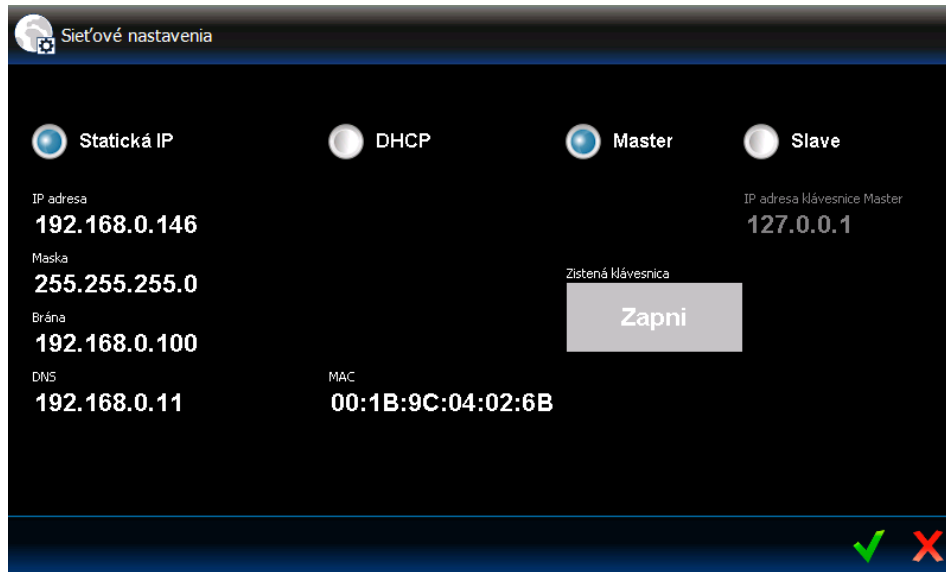 Sieťové nastavenia
Statická IP
DHCP
Master
Slave
IP adresa
192.168.0.146
IP adresa klávesnice Master
127.0.0.1
Maska
255.255.255.0
Zistená klávesnica
Zapni
Brána
192.168.0.100
DNS
192.168.0.11
MAC
00:1B:9C:04:02:6B